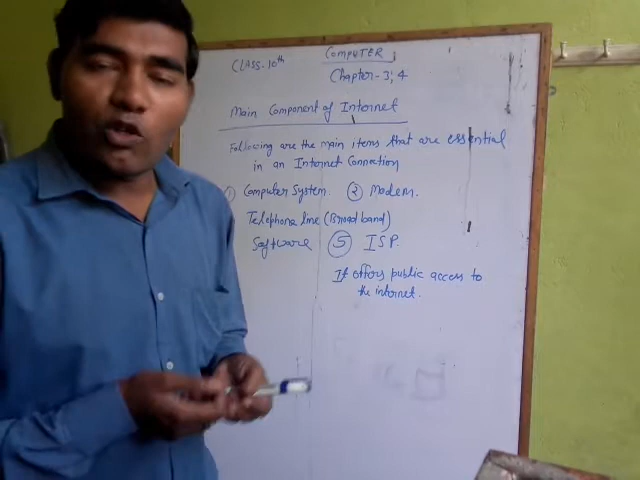 CLASS-10th COMPUTER
Chapter-3,4
Main Component of Internet
Following are the main items that are essential
in an Internet Connection
① Computer System. ② Modem.
Telephone line (Broadband)
Software ⑤ ISP.
It offers public access to
the internet.